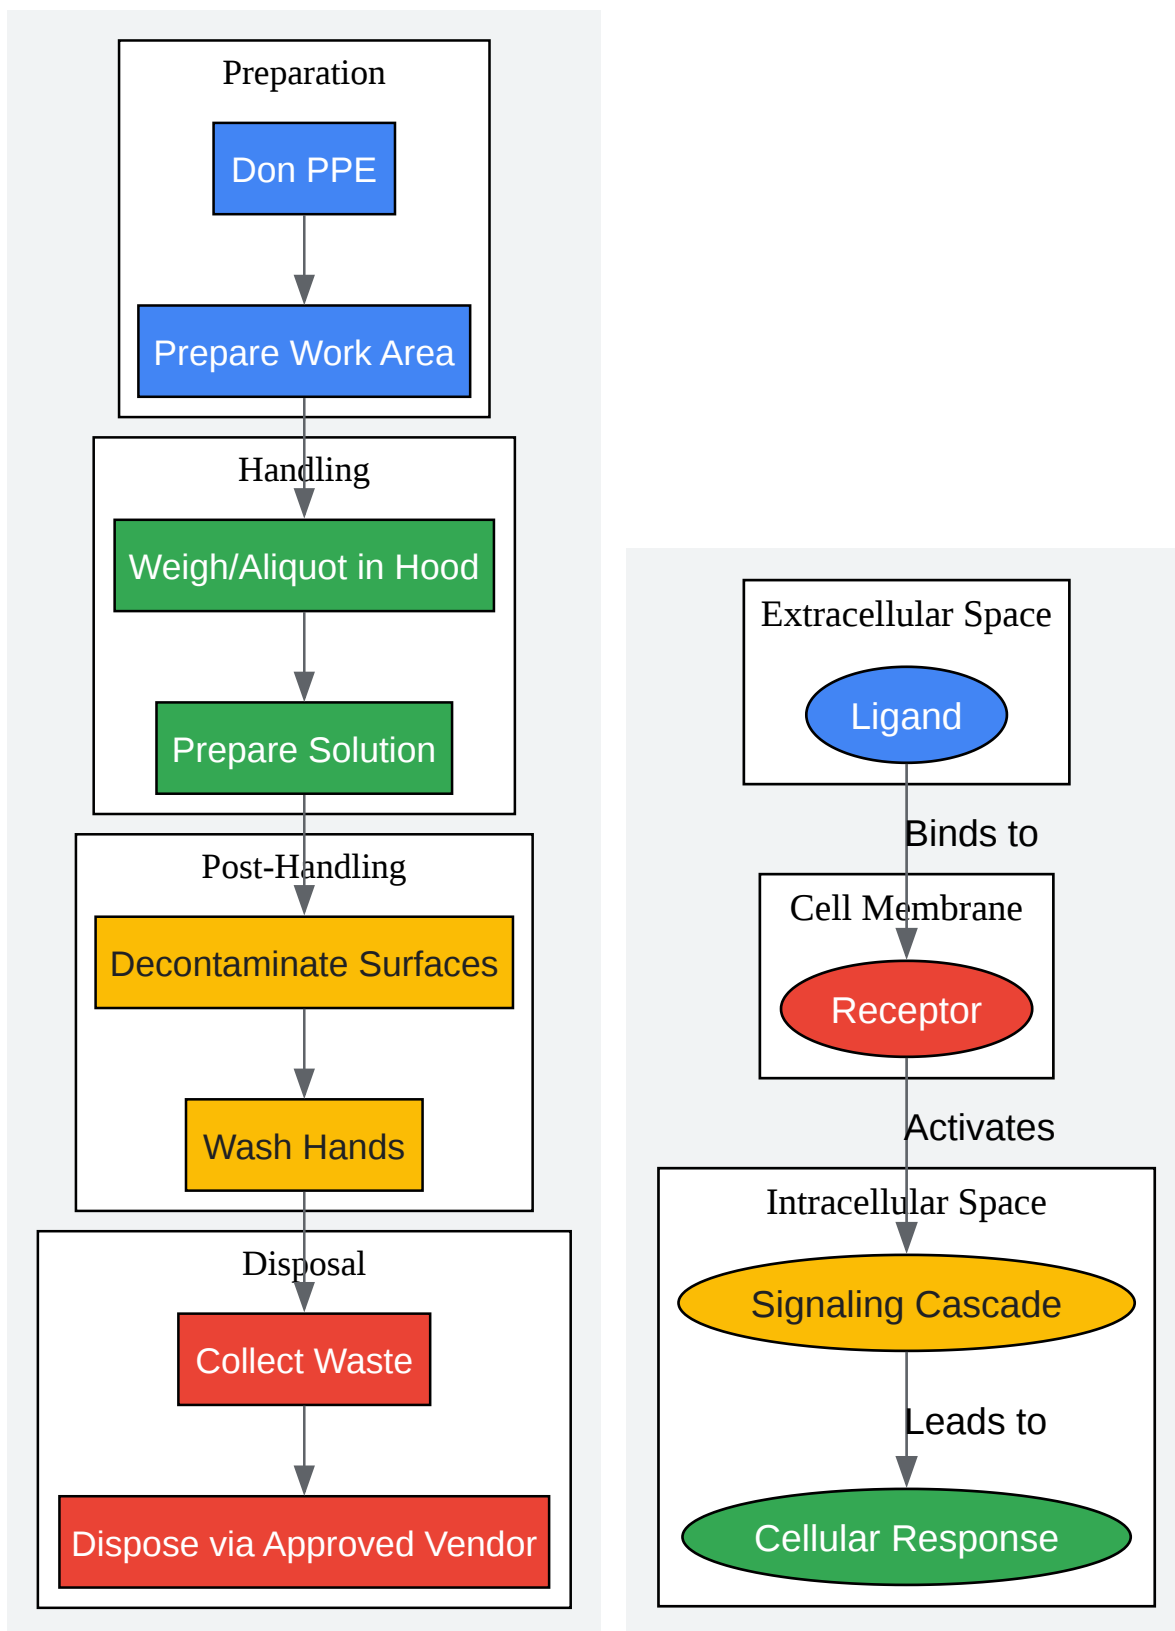 Preparation
Don PPE
Prepare Work Area
Handling
Weigh/Aliquot in Hood
Prepare Solution
Post-Handling
Decontaminate Surfaces
Wash Hands
Disposal
Collect Waste
Dispose via Approved Vendor
Extracellular Space
Ligand
Binds to
Cell Membrane
Receptor
Activates
Intracellular Space
Signaling Cascade
Leads to
Cellular Response